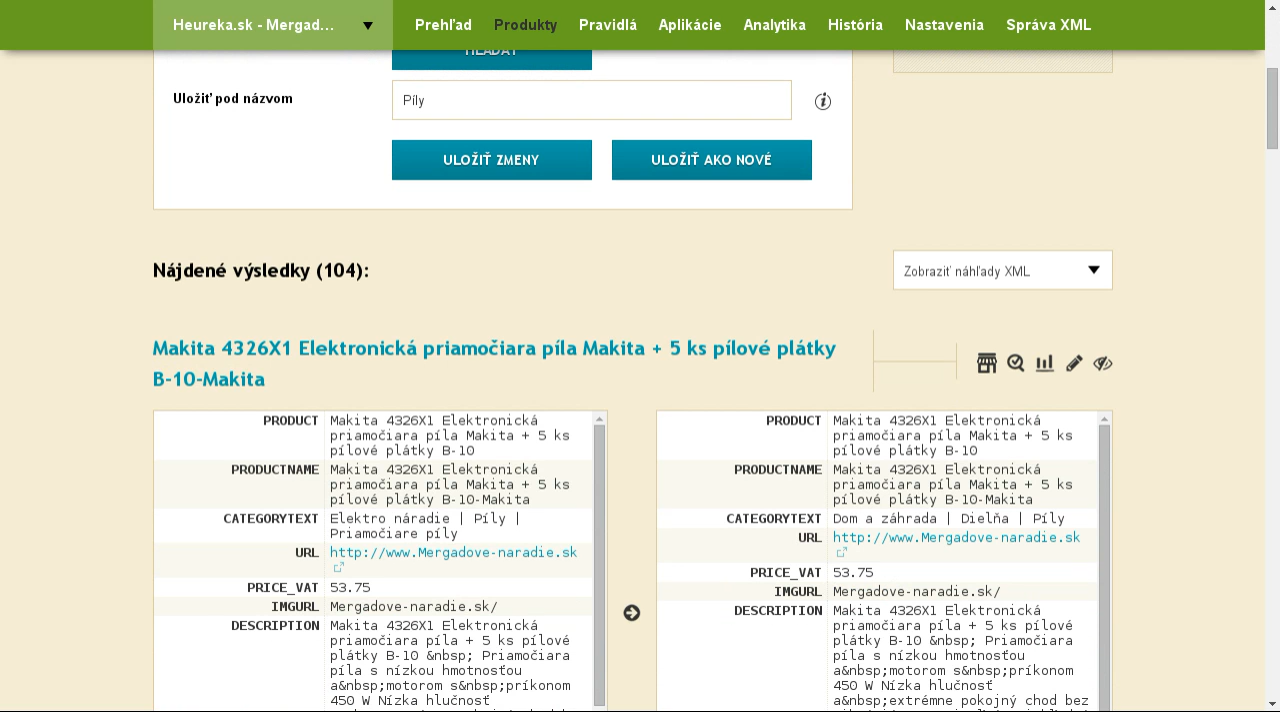 Heureka.sk - Mergad...
Prehľad Produkty Pravidlá Aplikácie Analytika História Nastavenia Správa XML
HĽADAŤ
Uložiť pod názvom
Píly
ULOŽIŤ ZMENY
ULOŽIŤ AKO NOVÉ
Nájdené výsledky (104):
Zobraziť náhľady XML
Makita 4326X1 Elektronická priamočiara píla Makita + 5 ks pílové plátky
B-10-Makita
PRODUCT Makita 4326X1 Elektronická
priamočiara píla Makita + 5 ks
pílové plátky B-10
PRODUCTNAME Makita 4326X1 Elektronická
priamočiara píla Makita + 5 ks
pílové plátky B-10-Makita
CATEGORYTEXT Elektro náradie | Píly |
Priamočiare píly
URL http://www.Mergadove-naradie.sk
PRICE_VAT 53.75
IMGURL Mergadove-naradie.sk/
DESCRIPTION Makita 4326X1 Elektronická
priamočiara píla + 5 ks pílové
plátky B-10 &nbsp; Priamočiara
píla s nízkou hmotnosťou
a&nbsp;motorom s&nbsp;príkonom
450 W Nízka hlučnosť
PRODUCT Makita 4326X1 Elektronická
priamočiara píla Makita + 5 ks
pílové plátky B-10
PRODUCTNAME Makita 4326X1 Elektronická
priamočiara píla Makita + 5 ks
pílové plátky B-10-Makita
CATEGORYTEXT Dom a záhrada | Dielňa | Píly
URL http://www.Mergadove-naradie.sk
PRICE_VAT 53.75
IMGURL Mergadove-naradie.sk/
DESCRIPTION Makita 4326X1 Elektronická
priamočiara píla + 5 ks pílové
plátky B-10 &nbsp; Priamočiara
píla s nízkou hmotnosťou
a&nbsp;motorom s&nbsp;príkonom
450 W Nízka hlučnosť
a&nbsp;extrémne pokojný chod bez